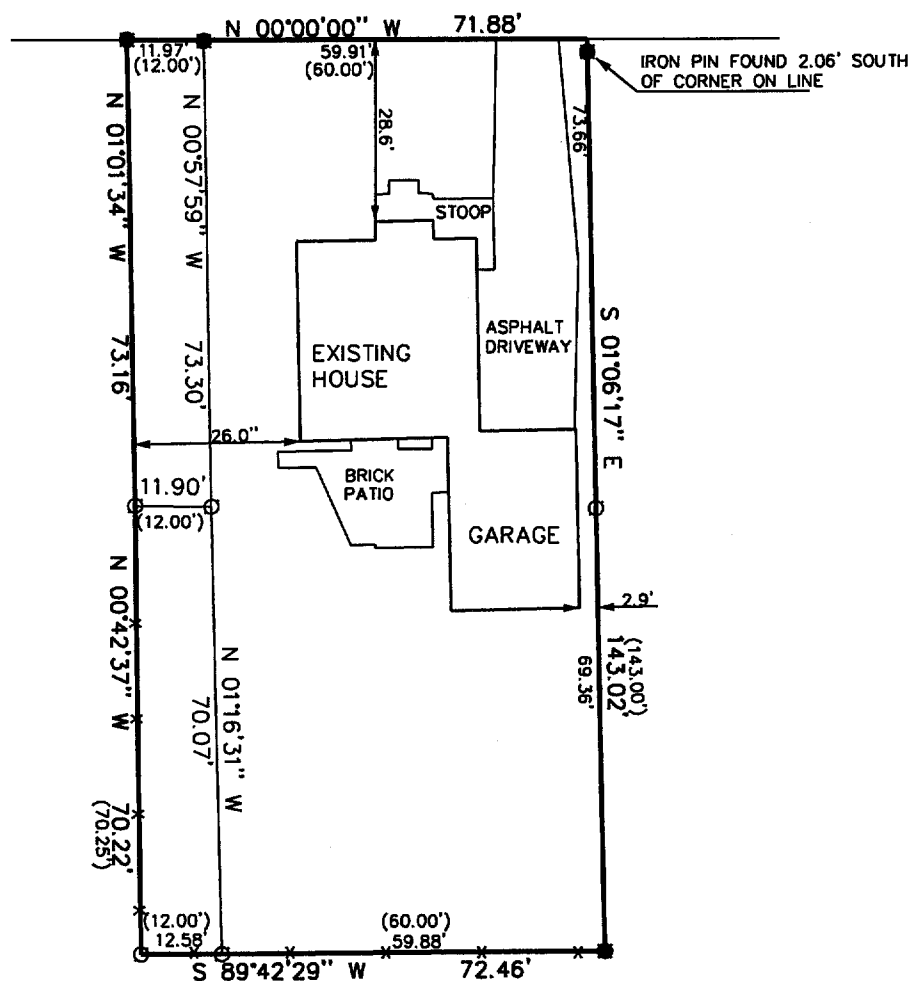 N 00°00'00" W 71.88'
11.97'
(12.00')
59.91'
(60.00')
IRON PIN FOUND 2.06' SOUTH
OF CORNER ON LINE
N 01°01'34" W 73.16'
N 00°57'59" W 73.30'
28.6'
73.66'
STOOP
S 01°06'17" E
ASPHALT
DRIVEWAY
EXISTING
HOUSE
26.0"
BRICK
PATIO
11.90'
(12.00')
GARAGE
2.9'
N 00°42'37" W 70.22'
(70.25')
N 01°16'31" W
70.07'
69.36'
(143.00')
143.02'
(12.00')
12.58'
(60.00')
59.88'
S 89°42'29" W 72.46'